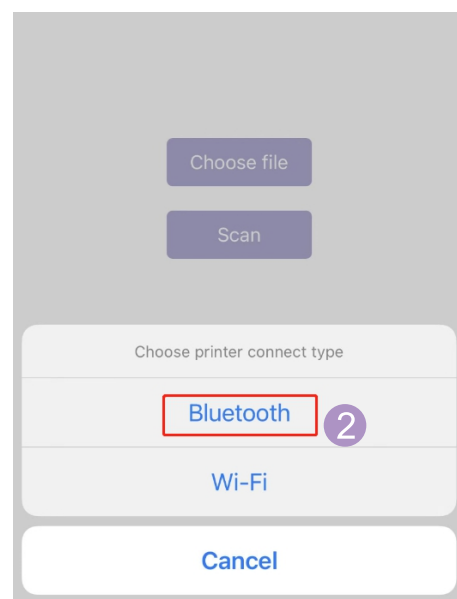 Choose file
Scan
Choose printer connect type
Bluetooth
2
Wi-Fi
Cancel